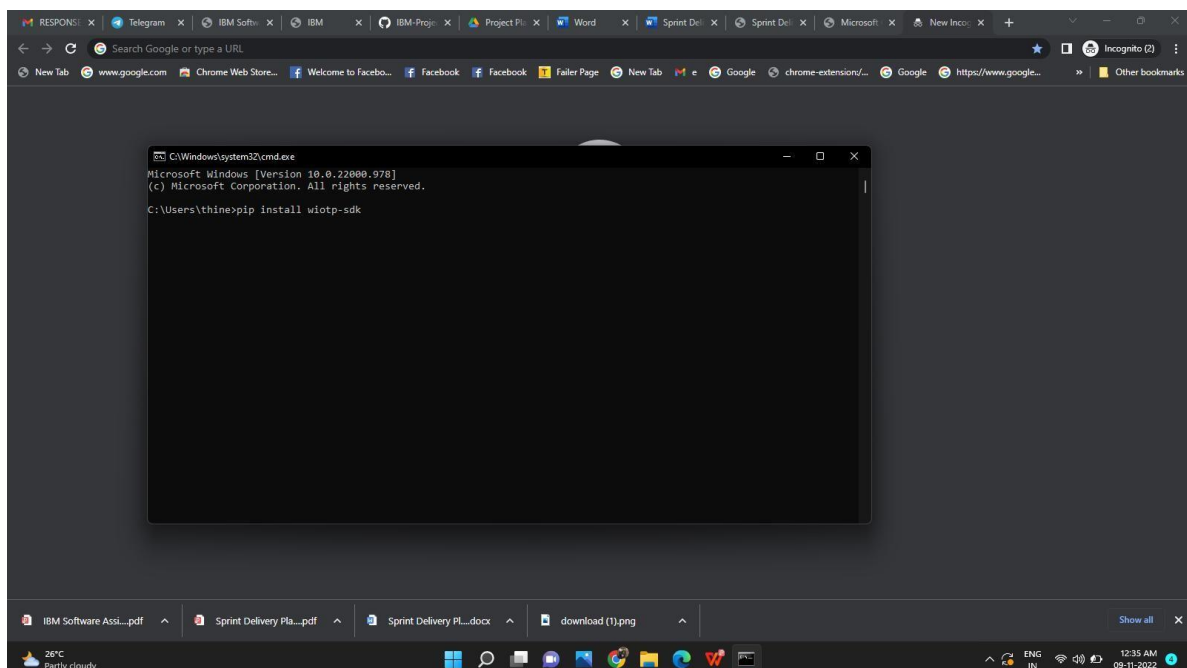 RESPONSE Telegram IBM Softw IBM IBM-Projec Project Pla Word Sprint Deli Sprint Deli Microsoft New Incog
Search Google or type a URL Incognito (2)
New Tab www.google.com Chrome Web Store... Welcome to Facebo... Facebook Facebook Failer Page New Tab M e Google chrome-extension:/... Google https://www.google... » Other bookmarks
C:\Windows\system32\cmd.exe
Microsoft Windows [Version 10.0.22000.978]
(c) Microsoft Corporation. All rights reserved.
C:\Users\thine>pip install wiotp-sdk
IBM Software Assi....pdf Sprint Delivery Pla....pdf Sprint Delivery Pl....docx download (1).png Show all
26°C ENG 12:35 AM
Partly cloudy IN 09-11-2022 4